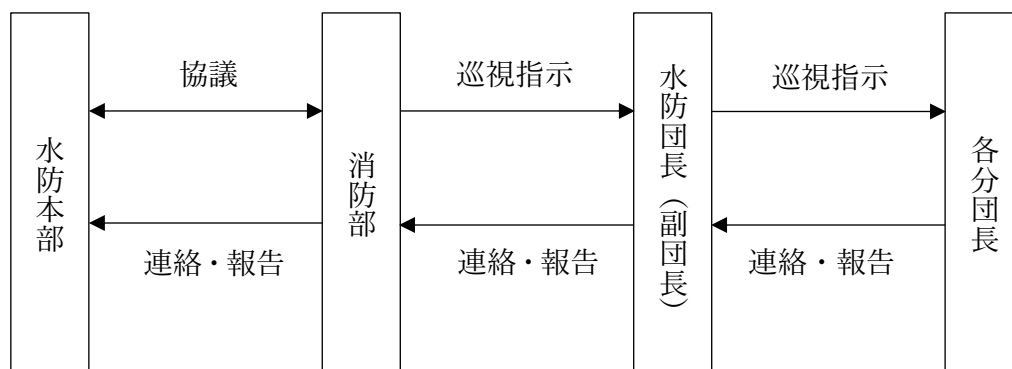 協議
巡視指示
巡視指示
水防本部
消防部
水防団長（副団長）
各分団長
連絡・報告
連絡・報告
連絡・報告